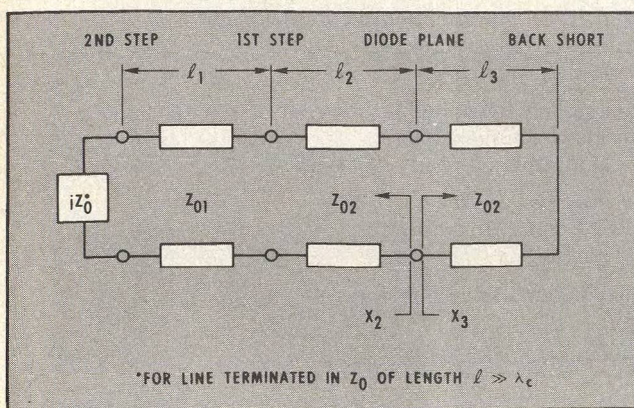 2ND STEP 1ST STEP DIODE PLANE BACK SHORT
ℓ1 ℓ2 ℓ3
iZ0* Z01 Z02 Z02
X2 X3
*FOR LINE TERMINATED IN Z0 OF LENGTH ℓ ≫ λc